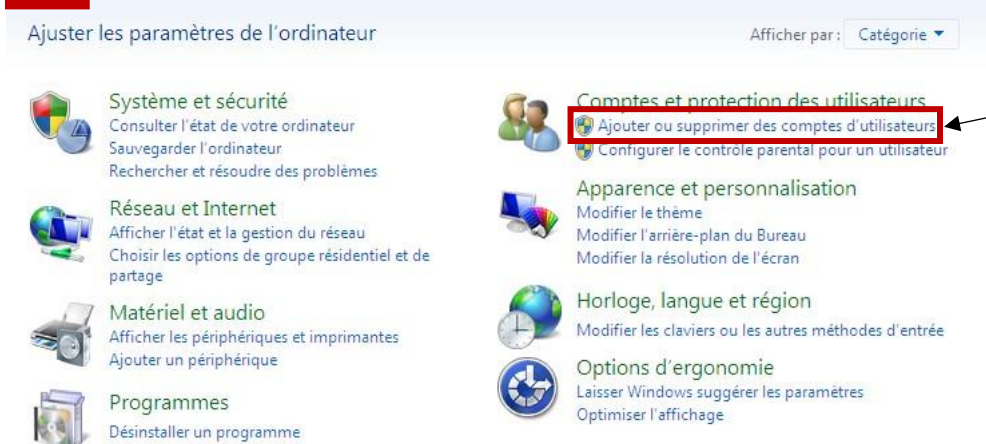 Ajuster les paramètres de l'ordinateur
Afficher par : Catégorie
Système et sécurité
Consulter l'état de votre ordinateur
Sauvegarder l'ordinateur
Rechercher et résoudre des problèmes
Réseau et Internet
Afficher l'état et la gestion du réseau
Choisir les options de groupe résidentiel et de
partage
Matériel et audio
Afficher les périphériques et imprimantes
Ajouter un périphérique
Programmes
Désinstaller un programme
Comptes et protection des utilisateurs
Ajouter ou supprimer des comptes d'utilisateurs
Configurer le contrôle parental pour un utilisateur
Apparence et personnalisation
Modifier le thème
Modifier l'arrière-plan du Bureau
Modifier la résolution de l'écran
Horloge, langue et région
Modifier les claviers ou les autres méthodes d'entrée
Options d'ergonomie
Laisser Windows suggérer les paramètres
Optimiser l'affichage